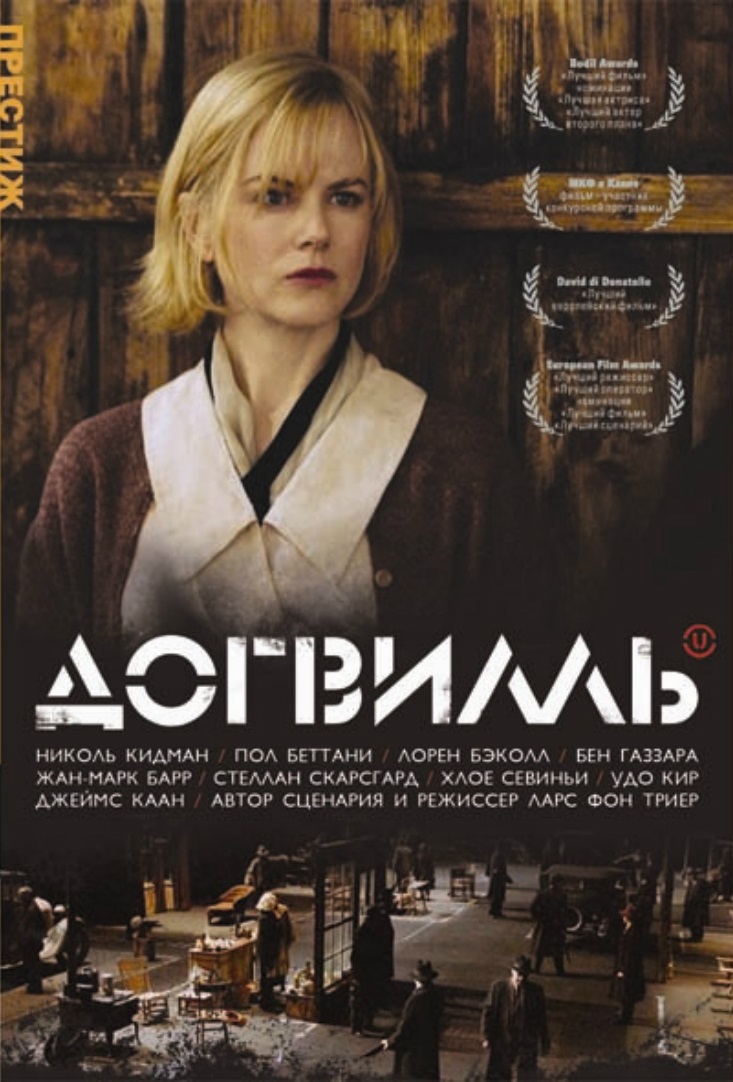 ПРЕСТИЖ
Bodil Awards
«Лучший фильм»
номинации
«Лучшая актриса»
«Лучший актер
второго плана»
МКФ в Канне
фильм – участник
конкурсной программы
David di Donatello
«Лучший
европейский фильм»
European Film Awards
«Лучший режиссер»
«Лучший оператор»
номинации
«Лучший фильм»
«Лучший сценарий»
ДОГВИЛЛЬ
НИКОЛЬ КИДМАН / ПОЛ БЕТТАНИ / ЛОРЕН БЭКОЛЛ / БЕН ГАЗЗАРА
ЖАН-МАРК БАРР / СТЕЛЛАН СКАРСГАРД / ХЛОЕ СЕВИНЬИ / УДО КИР
ДЖЕЙМС КААН / АВТОР СЦЕНАРИЯ И РЕЖИССЕР ЛАРС ФОН ТРИЕР